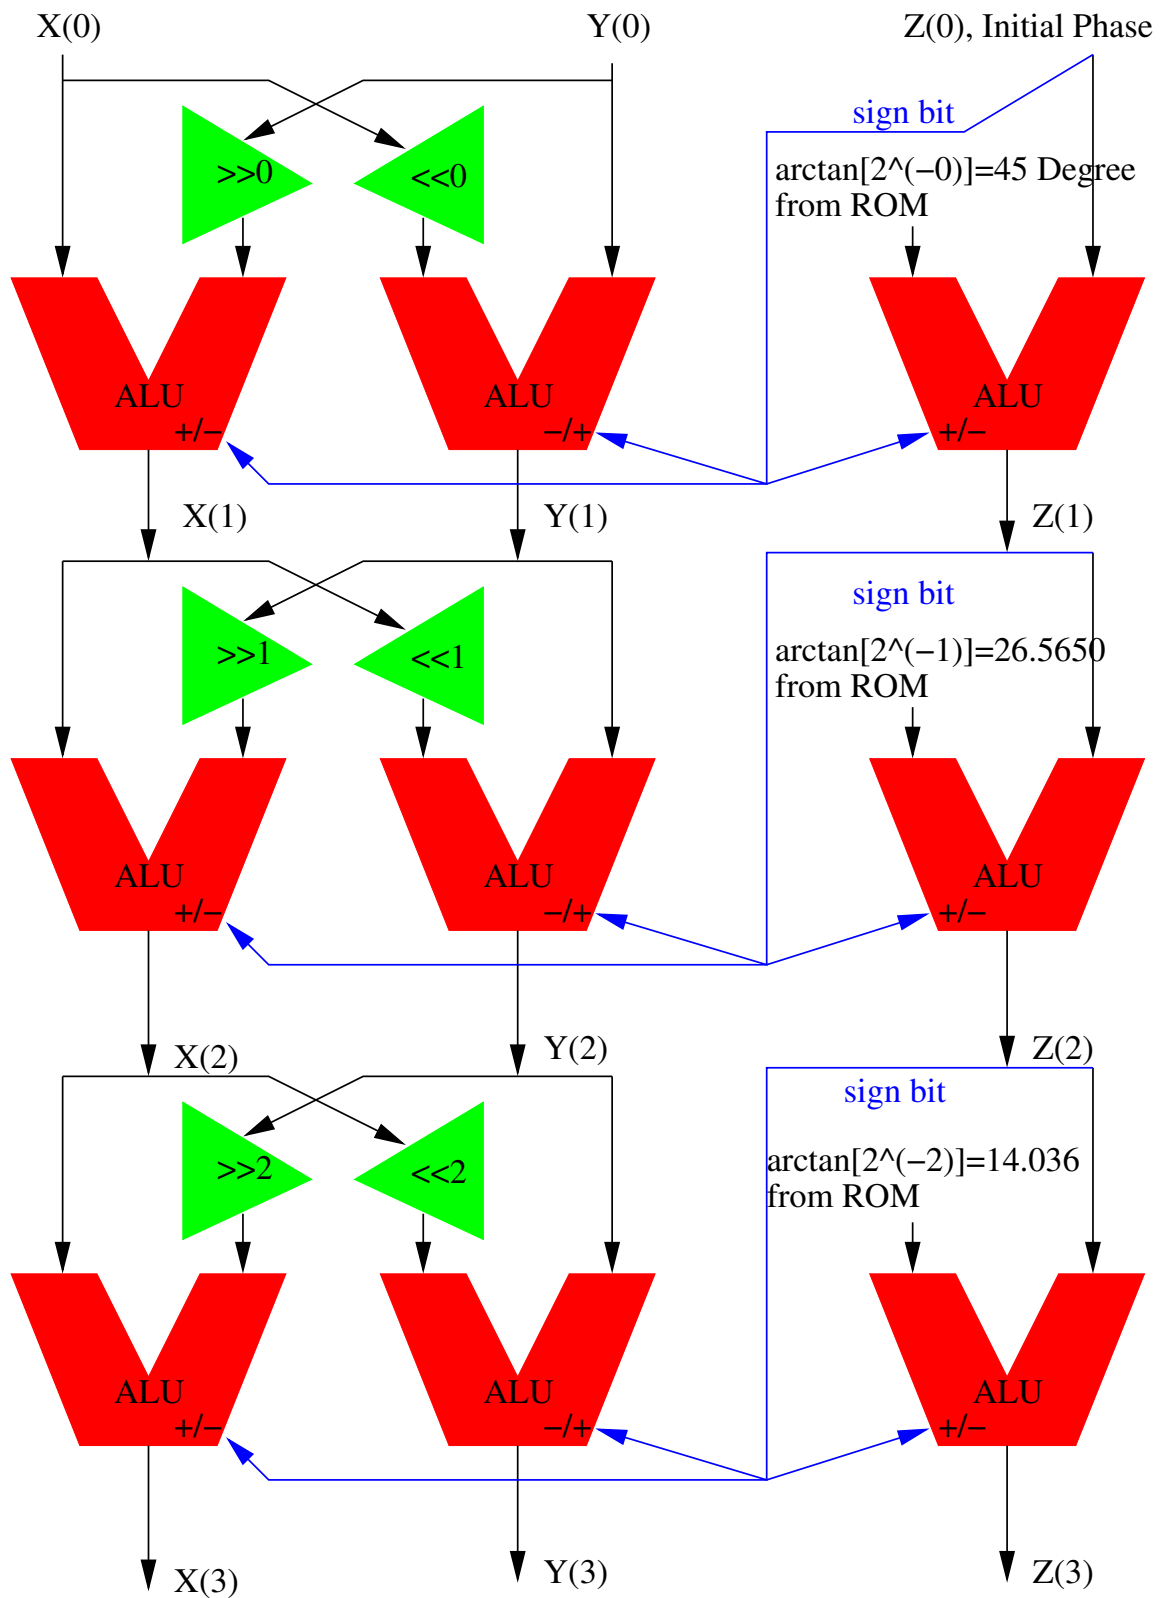 X(0)
Y(0)
Z(0), Initial Phase
sign bit
>>0
<<0
arctan[2^(−0)]=45 Degree
from ROM
ALU
+/−
ALU
−/+
ALU
+/−
X(1)
Y(1)
Z(1)
sign bit
>>1
<<1
arctan[2^(−1)]=26.5650
from ROM
ALU
+/−
ALU
−/+
ALU
+/−
X(2)
Y(2)
Z(2)
sign bit
>>2
<<2
arctan[2^(−2)]=14.036
from ROM
ALU
+/−
ALU
−/+
ALU
+/−
X(3)
Y(3)
Z(3)